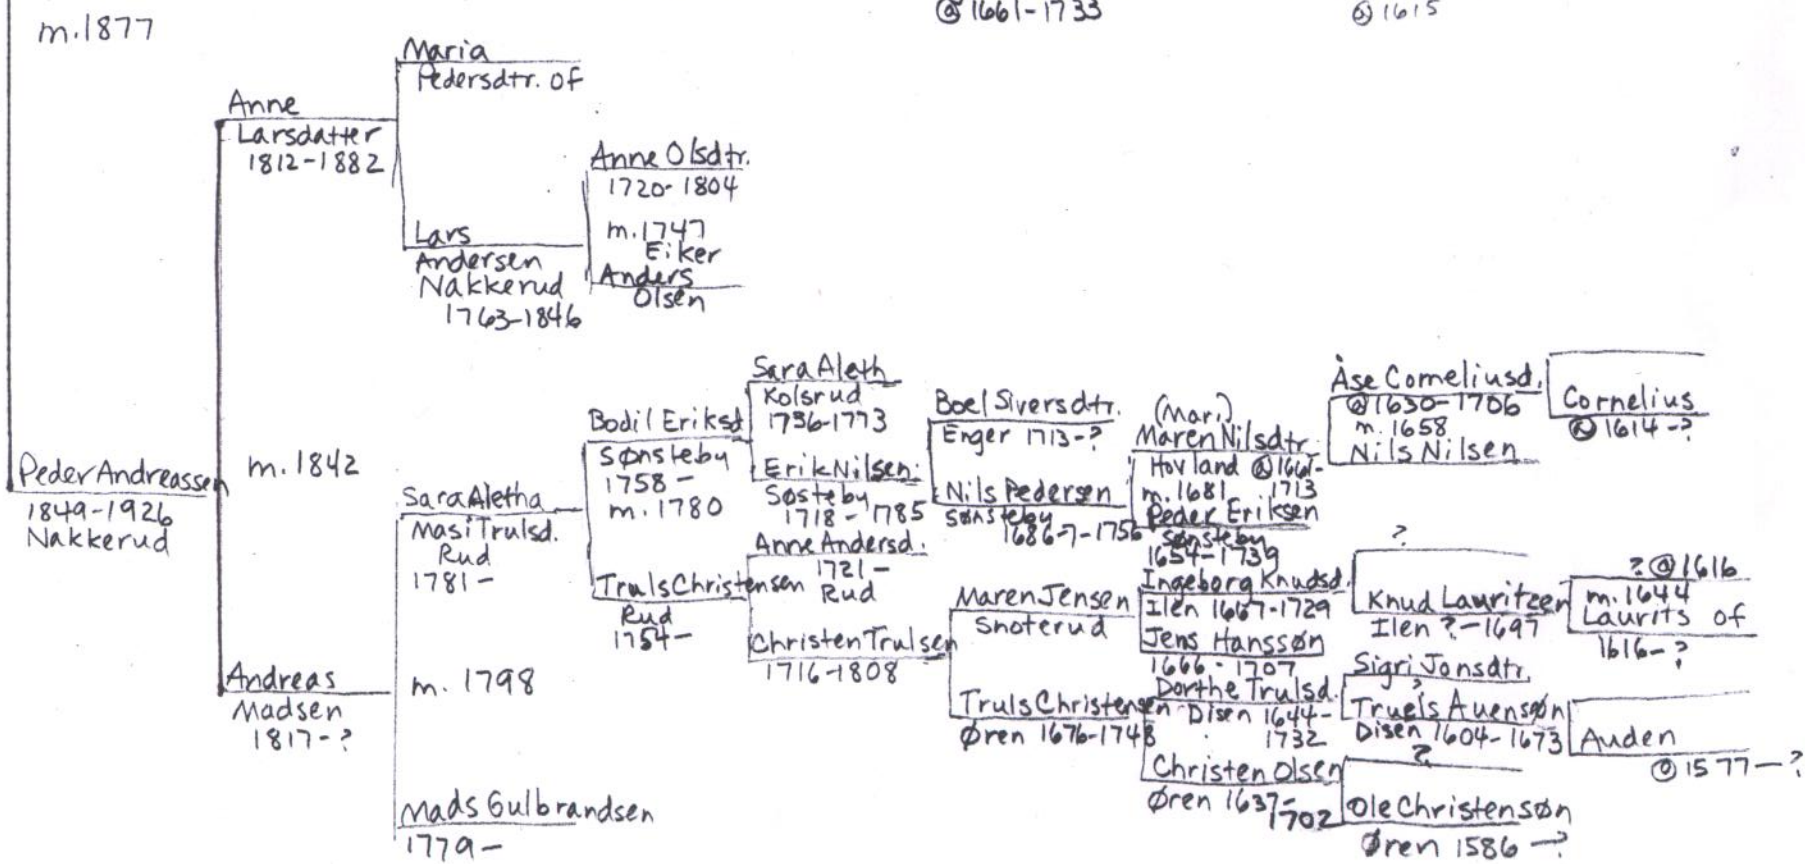 m.1877
ⓐ 1661-1733
ⓐ 1615
Maria
Pedersdtr. of
Anne
Larsdatter
1812-1882
Anne Olsdtr.
1720-1804
m.1747
Eiker
Anders
Olsen
Lars
Andersen
Nakkerud
1763-1846
Peder Andreassen
1849-1926
Nakkerud
m. 1842
Sara Aletha
Masi Trulsd.
Rud
1781-
m. 1798
Andreas
Madsen
1817-?
Mads Gulbrandsen
1779-
Bodil Eriksd
Sønsteby
1758-
m. 1780
Truls Christensen
Rud
1754-
Sara Aleth
Kolsrud
1736-1773
Erik Nilsen
Søsteby
1718-1785
Anne Andersd.
1721-
Rud
Christen Trulsen
1716-1808
Boel Siversdtr.
Enger 1713-?
Nils Pedersen
Sønsteby
1686-7-1756
Maren Jensen
Snoterud
Truls Christensen
Øren 1676-1748
(Mari)
Maren Nilsdtr.
Hovland ⓐ 1661-
1713
m. 1681
Peder Eriksen
Sønsteby
1654-1739
Ingeborg Knudsd.
Ilen 1667-1729
Jens Hanssøn
1666-1707
Dorthe Trulsd.
Disen 1644-
1732
Christen Olsen
Øren 1637-
1702
Åse Corneliusd.
ⓐ 1630-1706
m. 1658
Nils Nilsen
?
Knud Lauritzen
Ilen ?-1697
Sigri Jonsdtr.
?
Truels Auensøn
Disen 1604-1673
?
Ole Christensøn
Øren 1586-?
Cornelius
ⓐ 1614-?
? ⓐ 1616
m. 1644
Laurits of
1616-?
Auden
ⓐ 1577-?